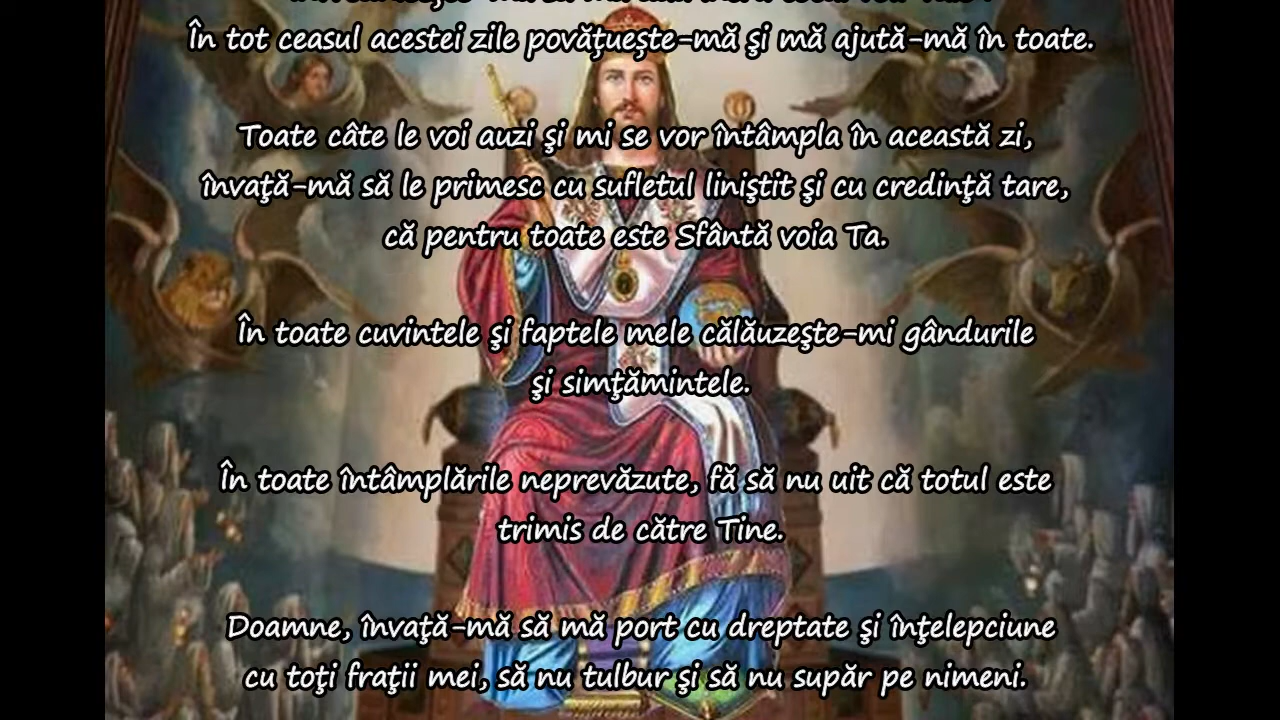 În tot ceasul acestei zile povăţueşte-mă şi mă ajută-mă în toate.
Toate câte le voi auzi şi mi se vor întâmpla în această zi,
învaţă-mă să le primesc cu sufletul liniştit şi cu credinţă tare,
că pentru toate este Sfântă voia Ta.
În toate cuvintele şi faptele mele călăuzeşte-mi gândurile
şi simţămintele.
În toate întâmplările neprevăzute, fă să nu uit că totul este
trimis de către Tine.
Doamne, învaţă-mă să mă port cu dreptate şi înţelepciune
cu toţi fraţii mei, să nu tulbur şi să nu supăr pe nimeni.